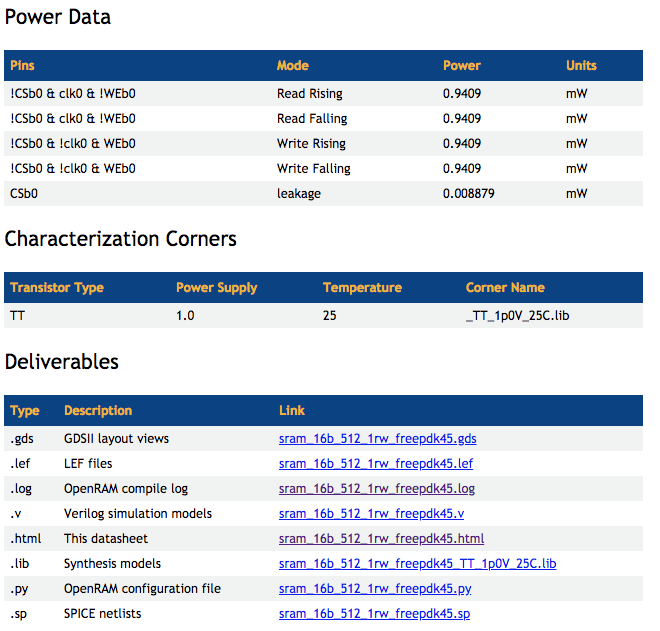 Power Data
Pins Mode Power Units
!CSb0 & clk0 & !WEb0 Read Rising 0.9409 mW
!CSb0 & clk0 & !WEb0 Read Falling 0.9409 mW
!CSb0 & !clk0 & WEb0 Write Rising 0.9409 mW
!CSb0 & !clk0 & WEb0 Write Falling 0.9409 mW
CSb0 leakage 0.008879 mW
Characterization Corners
Transistor Type Power Supply Temperature Corner Name
TT 1.0 25 _TT_1p0V_25C.lib
Deliverables
Type Description Link
.gds GDSII layout views sram_16b_512_1rw_freepdk45.gds
.lef LEF files sram_16b_512_1rw_freepdk45.lef
.log OpenRAM compile log sram_16b_512_1rw_freepdk45.log
.v Verilog simulation models sram_16b_512_1rw_freepdk45.v
.html This datasheet sram_16b_512_1rw_freepdk45.html
.lib Synthesis models sram_16b_512_1rw_freepdk45_TT_1p0V_25C.lib
.py OpenRAM configuration file sram_16b_512_1rw_freepdk45.py
.sp SPICE netlists sram_16b_512_1rw_freepdk45.sp